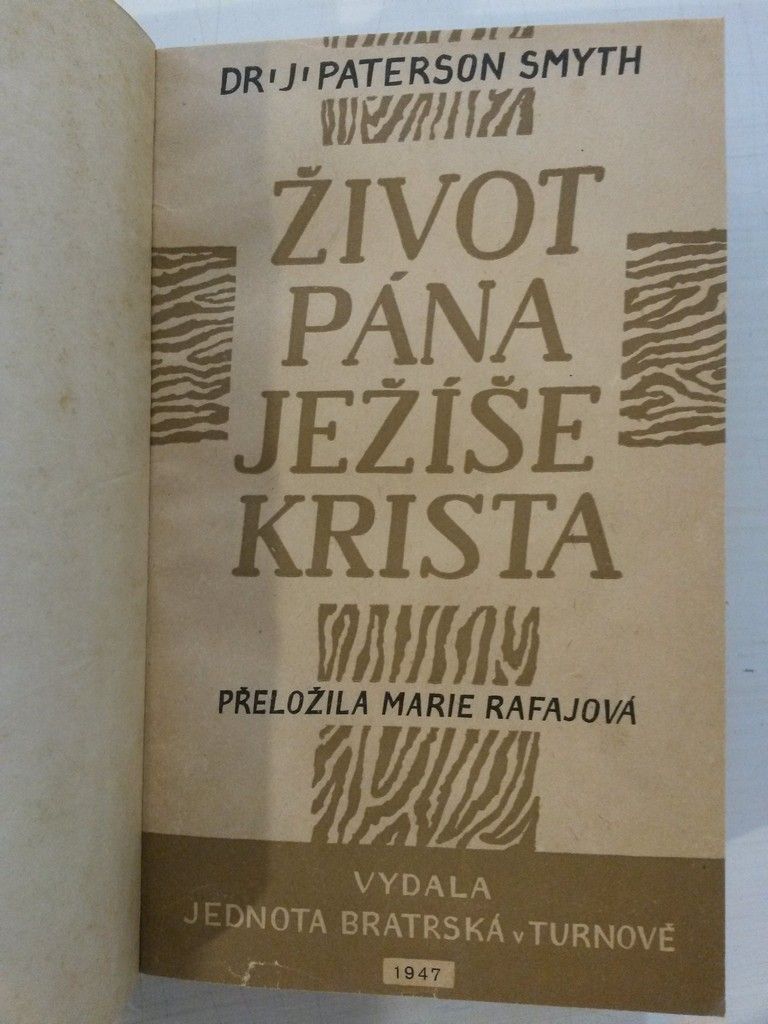 DR'J' PATERSON SMYTH
ŽIVOT
PÁNA
JEŽÍŠE
KRISTA
PŘELOŽILA MARIE RAFAJOVÁ
VYDALA
JEDNOTA BRATRSKÁ v TURNOVĚ
1947